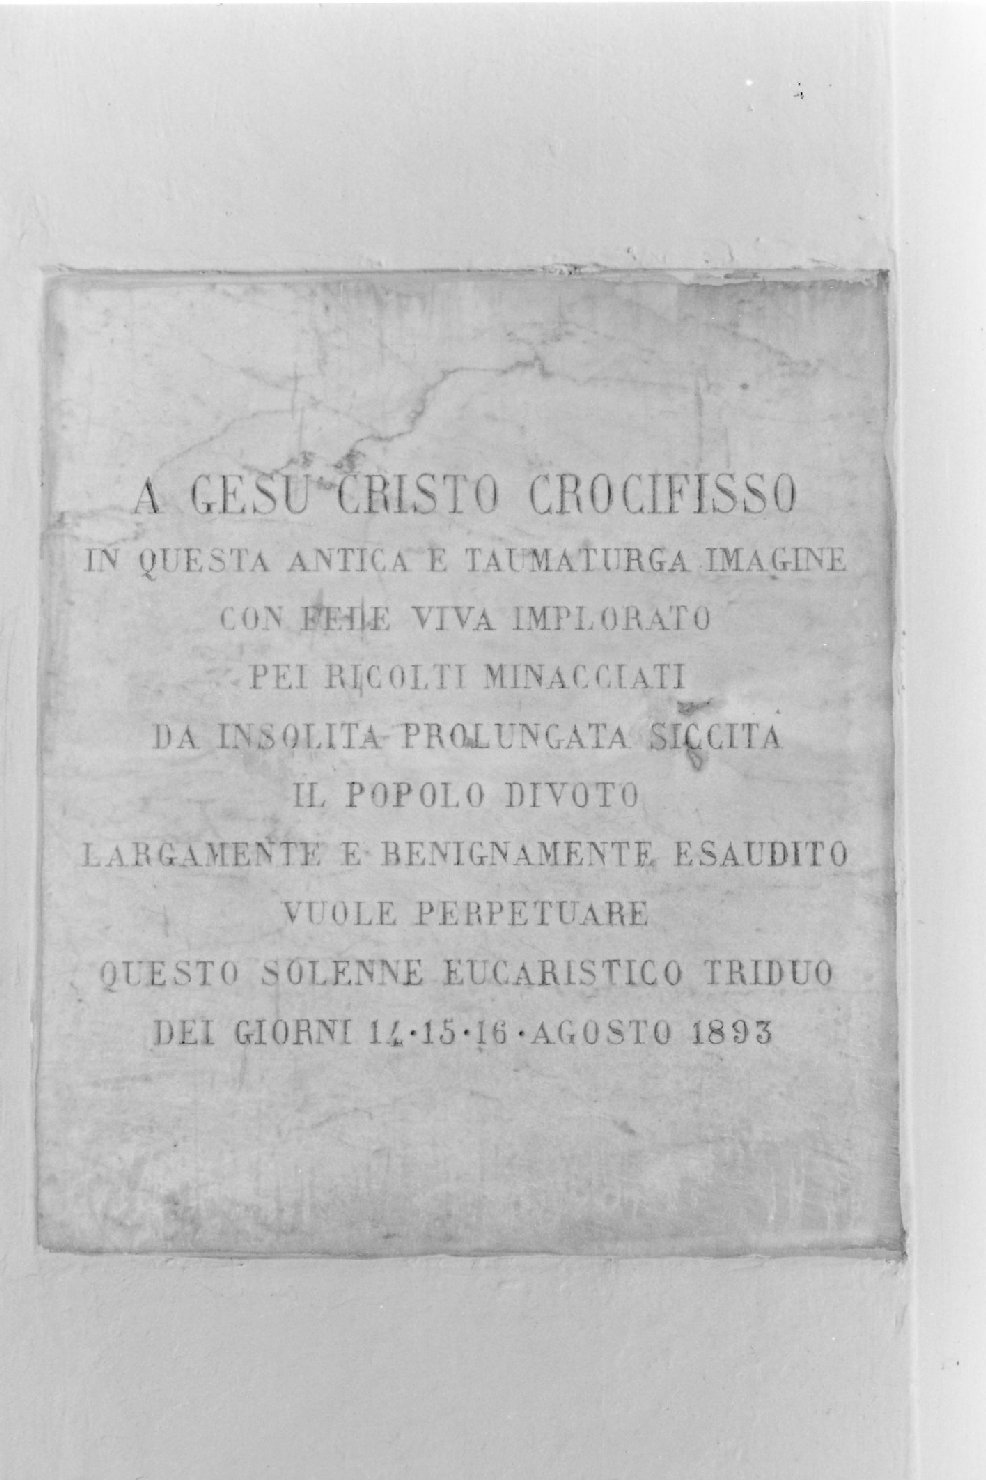 A GESU CRISTO CROCIFISSO
IN QUESTA ANTICA E TAUMATURGA IMAGINE
CON FEDE VIVA IMPLORATO
PEI RICOLTI MINACCIATI
DA INSOLITA PROLUNGATA SICCITA
IL POPOLO DIVOTO
LARGAMENTE E BENIGNAMENTE ESAUDITO
VUOLE PERPETUARE
QUESTO SOLENNE EUCARISTICO TRIDUO
DEI GIORNI 14·15·16·AGOSTO 1893